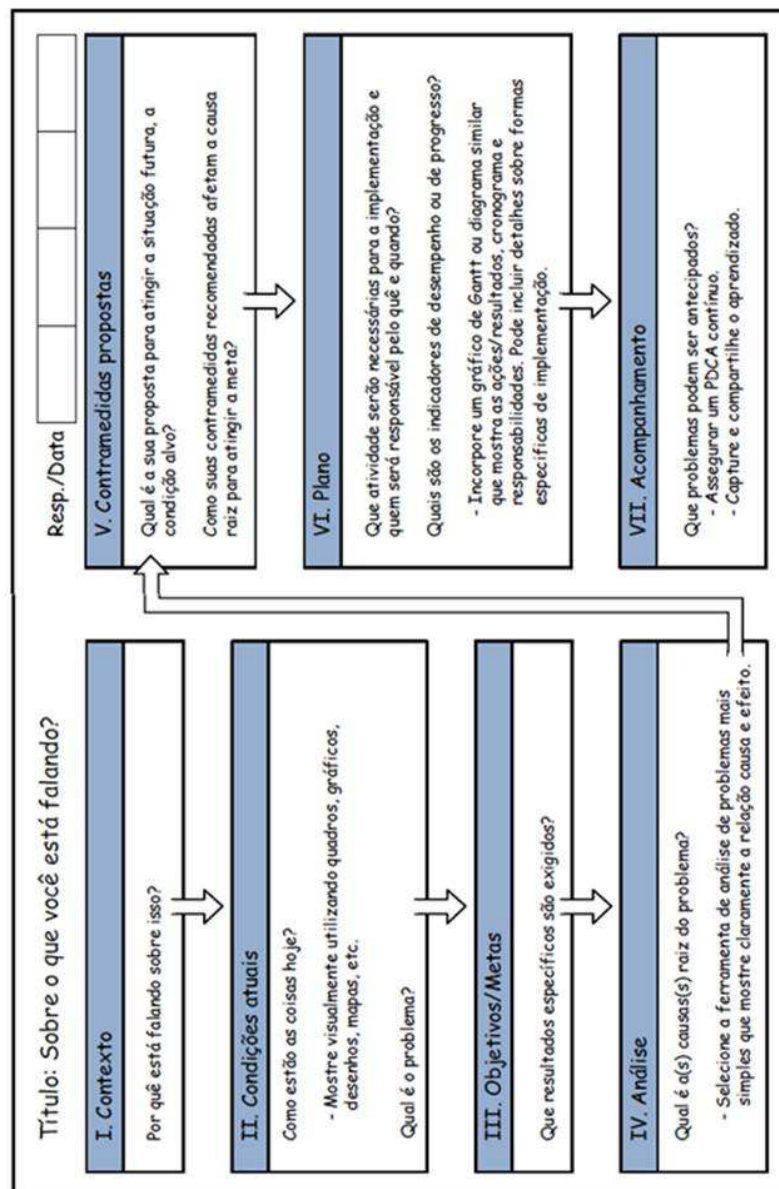 Título: Sobre o que você está falando?
I. Contexto
Por quê está falando sobre isso?
II. Condições atuais
Como estão as coisas hoje?
- Mostre visualmente utilizando quadros, gráficos,
desenhos, mapas, etc.
Qual é o problema?
III. Objetivos/Metas
Que resultados específicos são exigidos?
IV. Análise
Qual é a(s) causas(s) raiz do problema?
- Selecione a ferramenta de análise de problemas mais
simples que mostre claramente a relação causa e efeito.
Resp./Data
V. Contramedidas propostas
Qual é a sua proposta para atingir a situação futura, a
condição alvo?
Como suas contramedidas recomendadas afetam a causa
raiz para atingir a meta?
VI. Plano
Que atividade serão necessárias para a implementação e
quem será responsável pelo quê e quando?
Quais são os indicadores de desempenho ou de progresso?
- Incorpore um gráfico de Gantt ou diagrama similar
que mostra as ações/resultados, cronograma e
responsabilidades. Pode incluir detalhes sobre formas
específicas de implementação.
VII. Acompanhamento
Que problemas podem ser antecipados?
- Assegurar um PDCA contínuo.
- Capture e compartilhe o aprendizado.